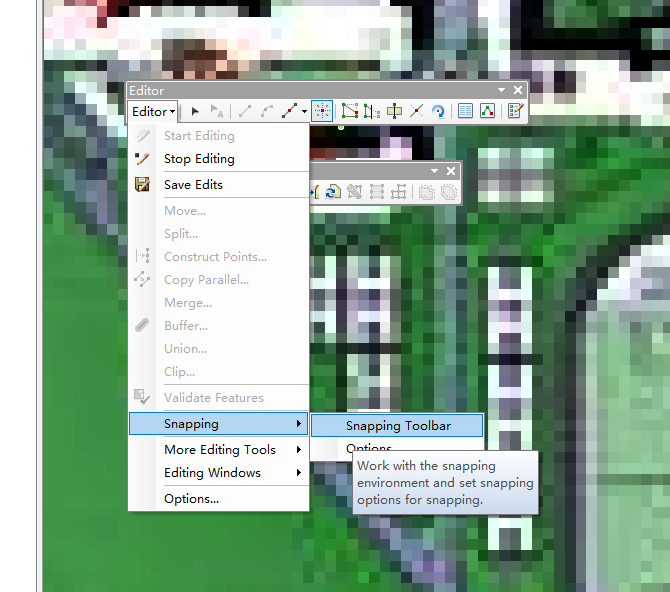 Editor
Editor
Start Editing
Stop Editing
Save Edits
Move...
Split...
Construct Points...
Copy Parallel...
Merge...
Buffer...
Union...
Clip...
Validate Features
Snapping
Snapping Toolbar
Options...
Work with the snapping
environment and set snapping
options for snapping.
More Editing Tools
Editing Windows
Options...